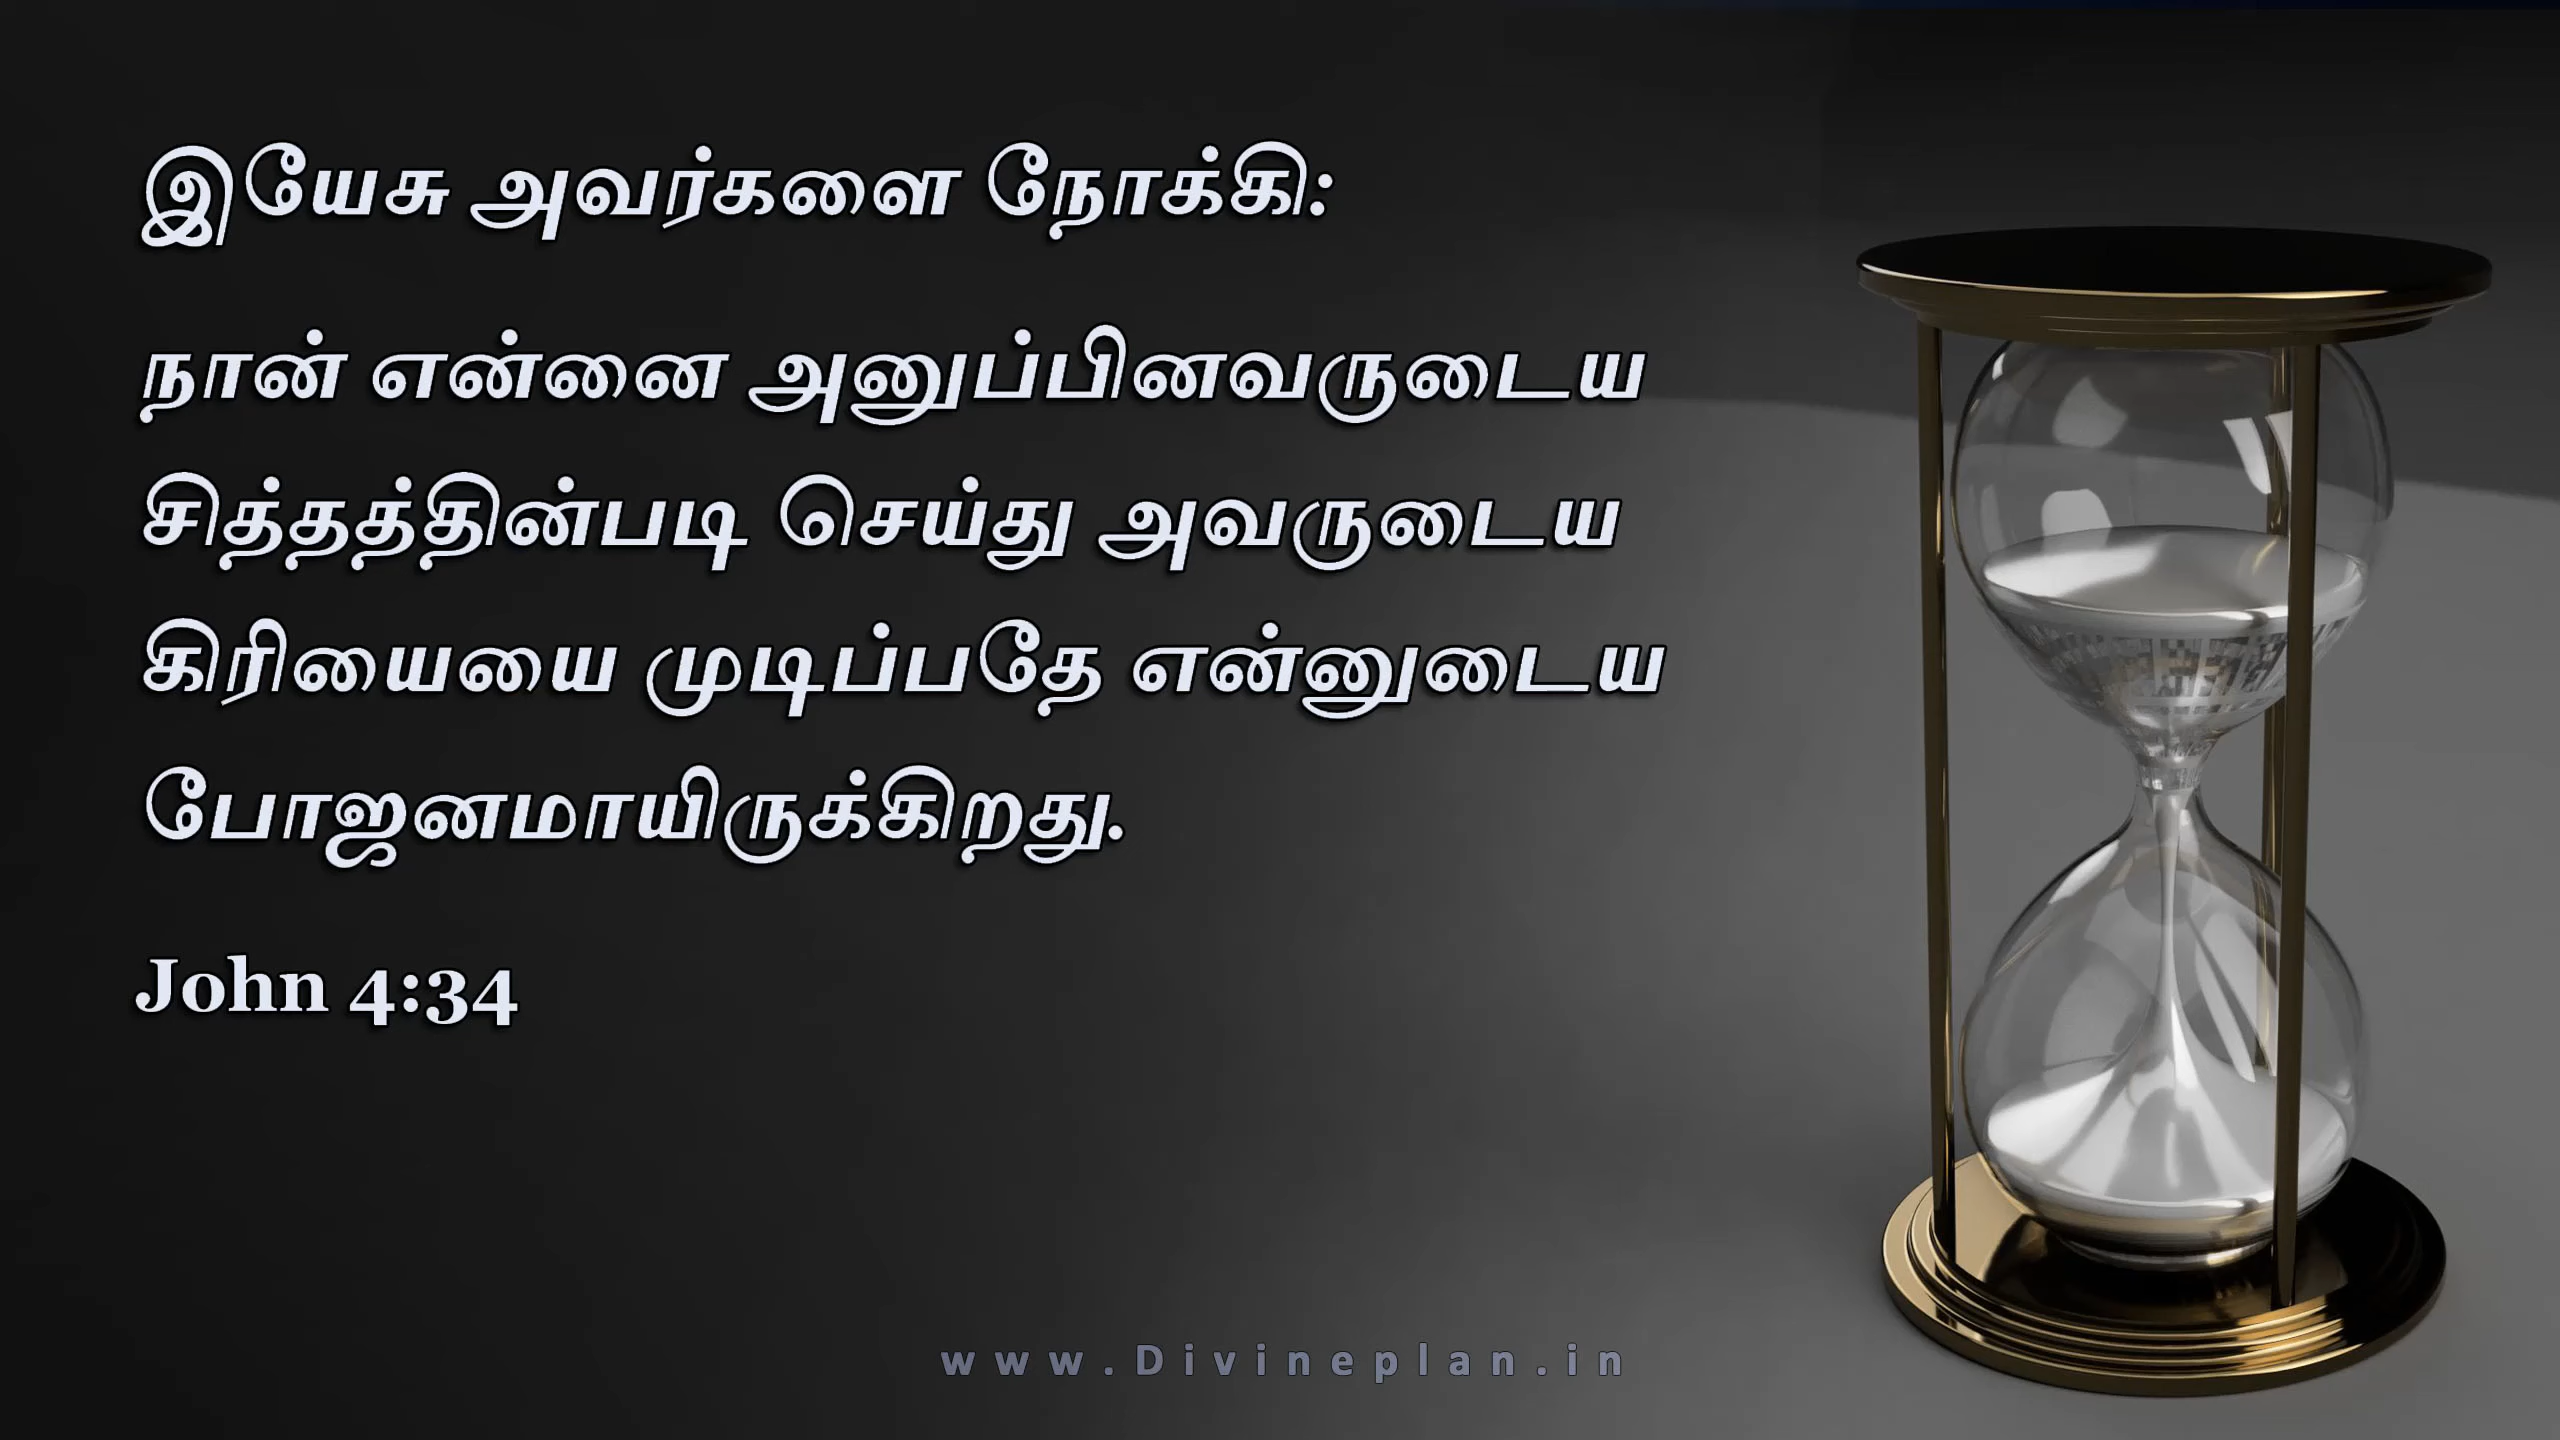 இயேசு அவர்களை நோக்கி:
நான் என்னை அனுப்பினவருடைய
சித்தத்தின்படி செய்து அவருடைய
கிரியையை முடிப்பதே என்னுடைய
போஜனமாயிருக்கிறது.
John 4:34
www.Divineplan.in